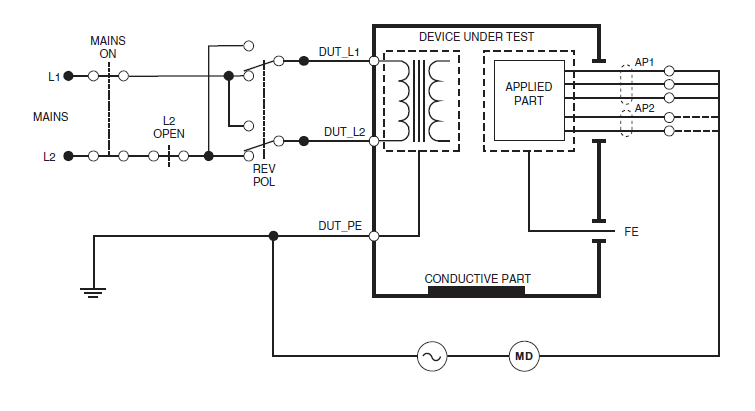 MAINS
ON
DUT_L1
DEVICE UNDER TEST
AP1
L1
APPLIED
PART
MAINS
L2
OPEN
DUT_L2
AP2
L2
REV
POL
DUT_PE
FE
CONDUCTIVE PART
MD